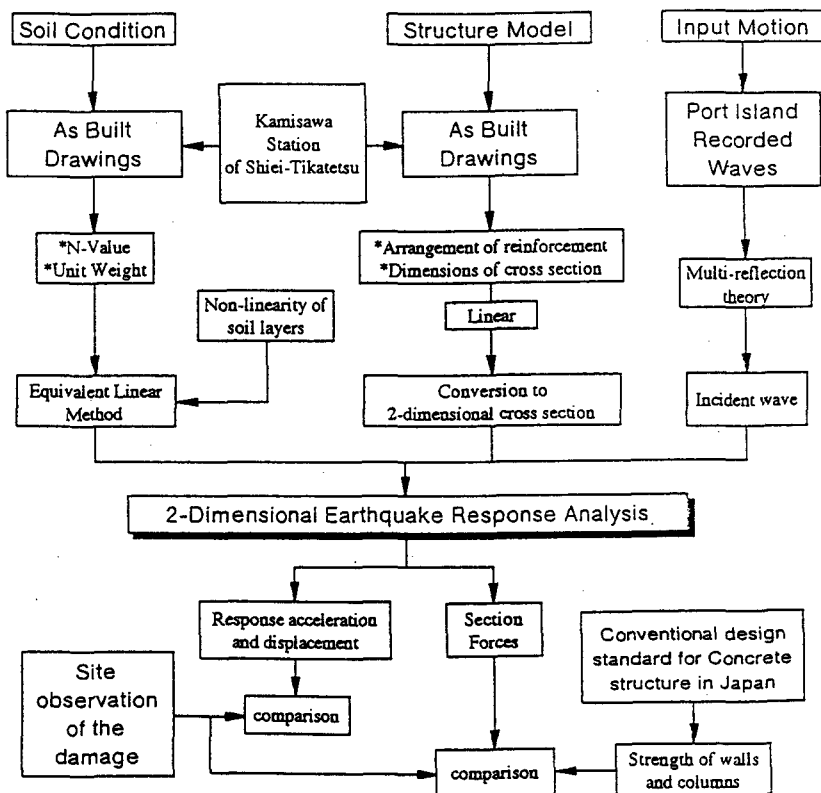 Soil Condition
Structure Model
Input Motion
As Built
Drawings
Kamisawa
Station
of Shiei-Tikatetsu
As Built
Drawings
Port Island
Recorded
Waves
*N-Value
*Unit Weight
*Arrangement of reinforcement
*Dimensions of cross section
Multi-reflection
theory
Non-linearity of
soil layers
Linear
Equivalent Linear
Method
Conversion to
2-dimensional cross section
Incident wave
2-Dimensional Earthquake Response Analysis
Response acceleration
and displacement
Section
Forces
Conventional design
standard for Concrete
structure in Japan
Site
observation
of the
damage
comparison
comparison
Strength of walls
and columns